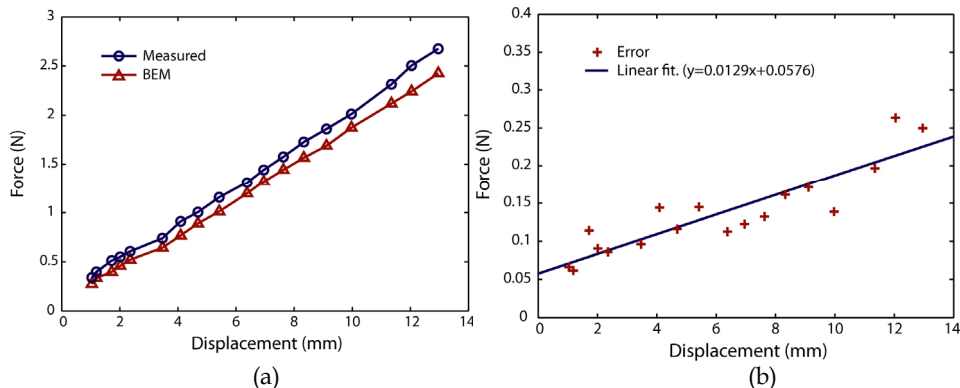 3
2.5
2
1.5
1
0.5
0
0 2 4 6 8 10 12 14
Force (N)
Displacement (mm)
Measured
BEM
(a)
0.4
0.35
0.3
0.25
0.2
0.15
0.1
0.05
0
0 2 4 6 8 10 12 14
Force (N)
Displacement (mm)
Error
Linear fit. (y=0.0129x+0.0576)
(b)